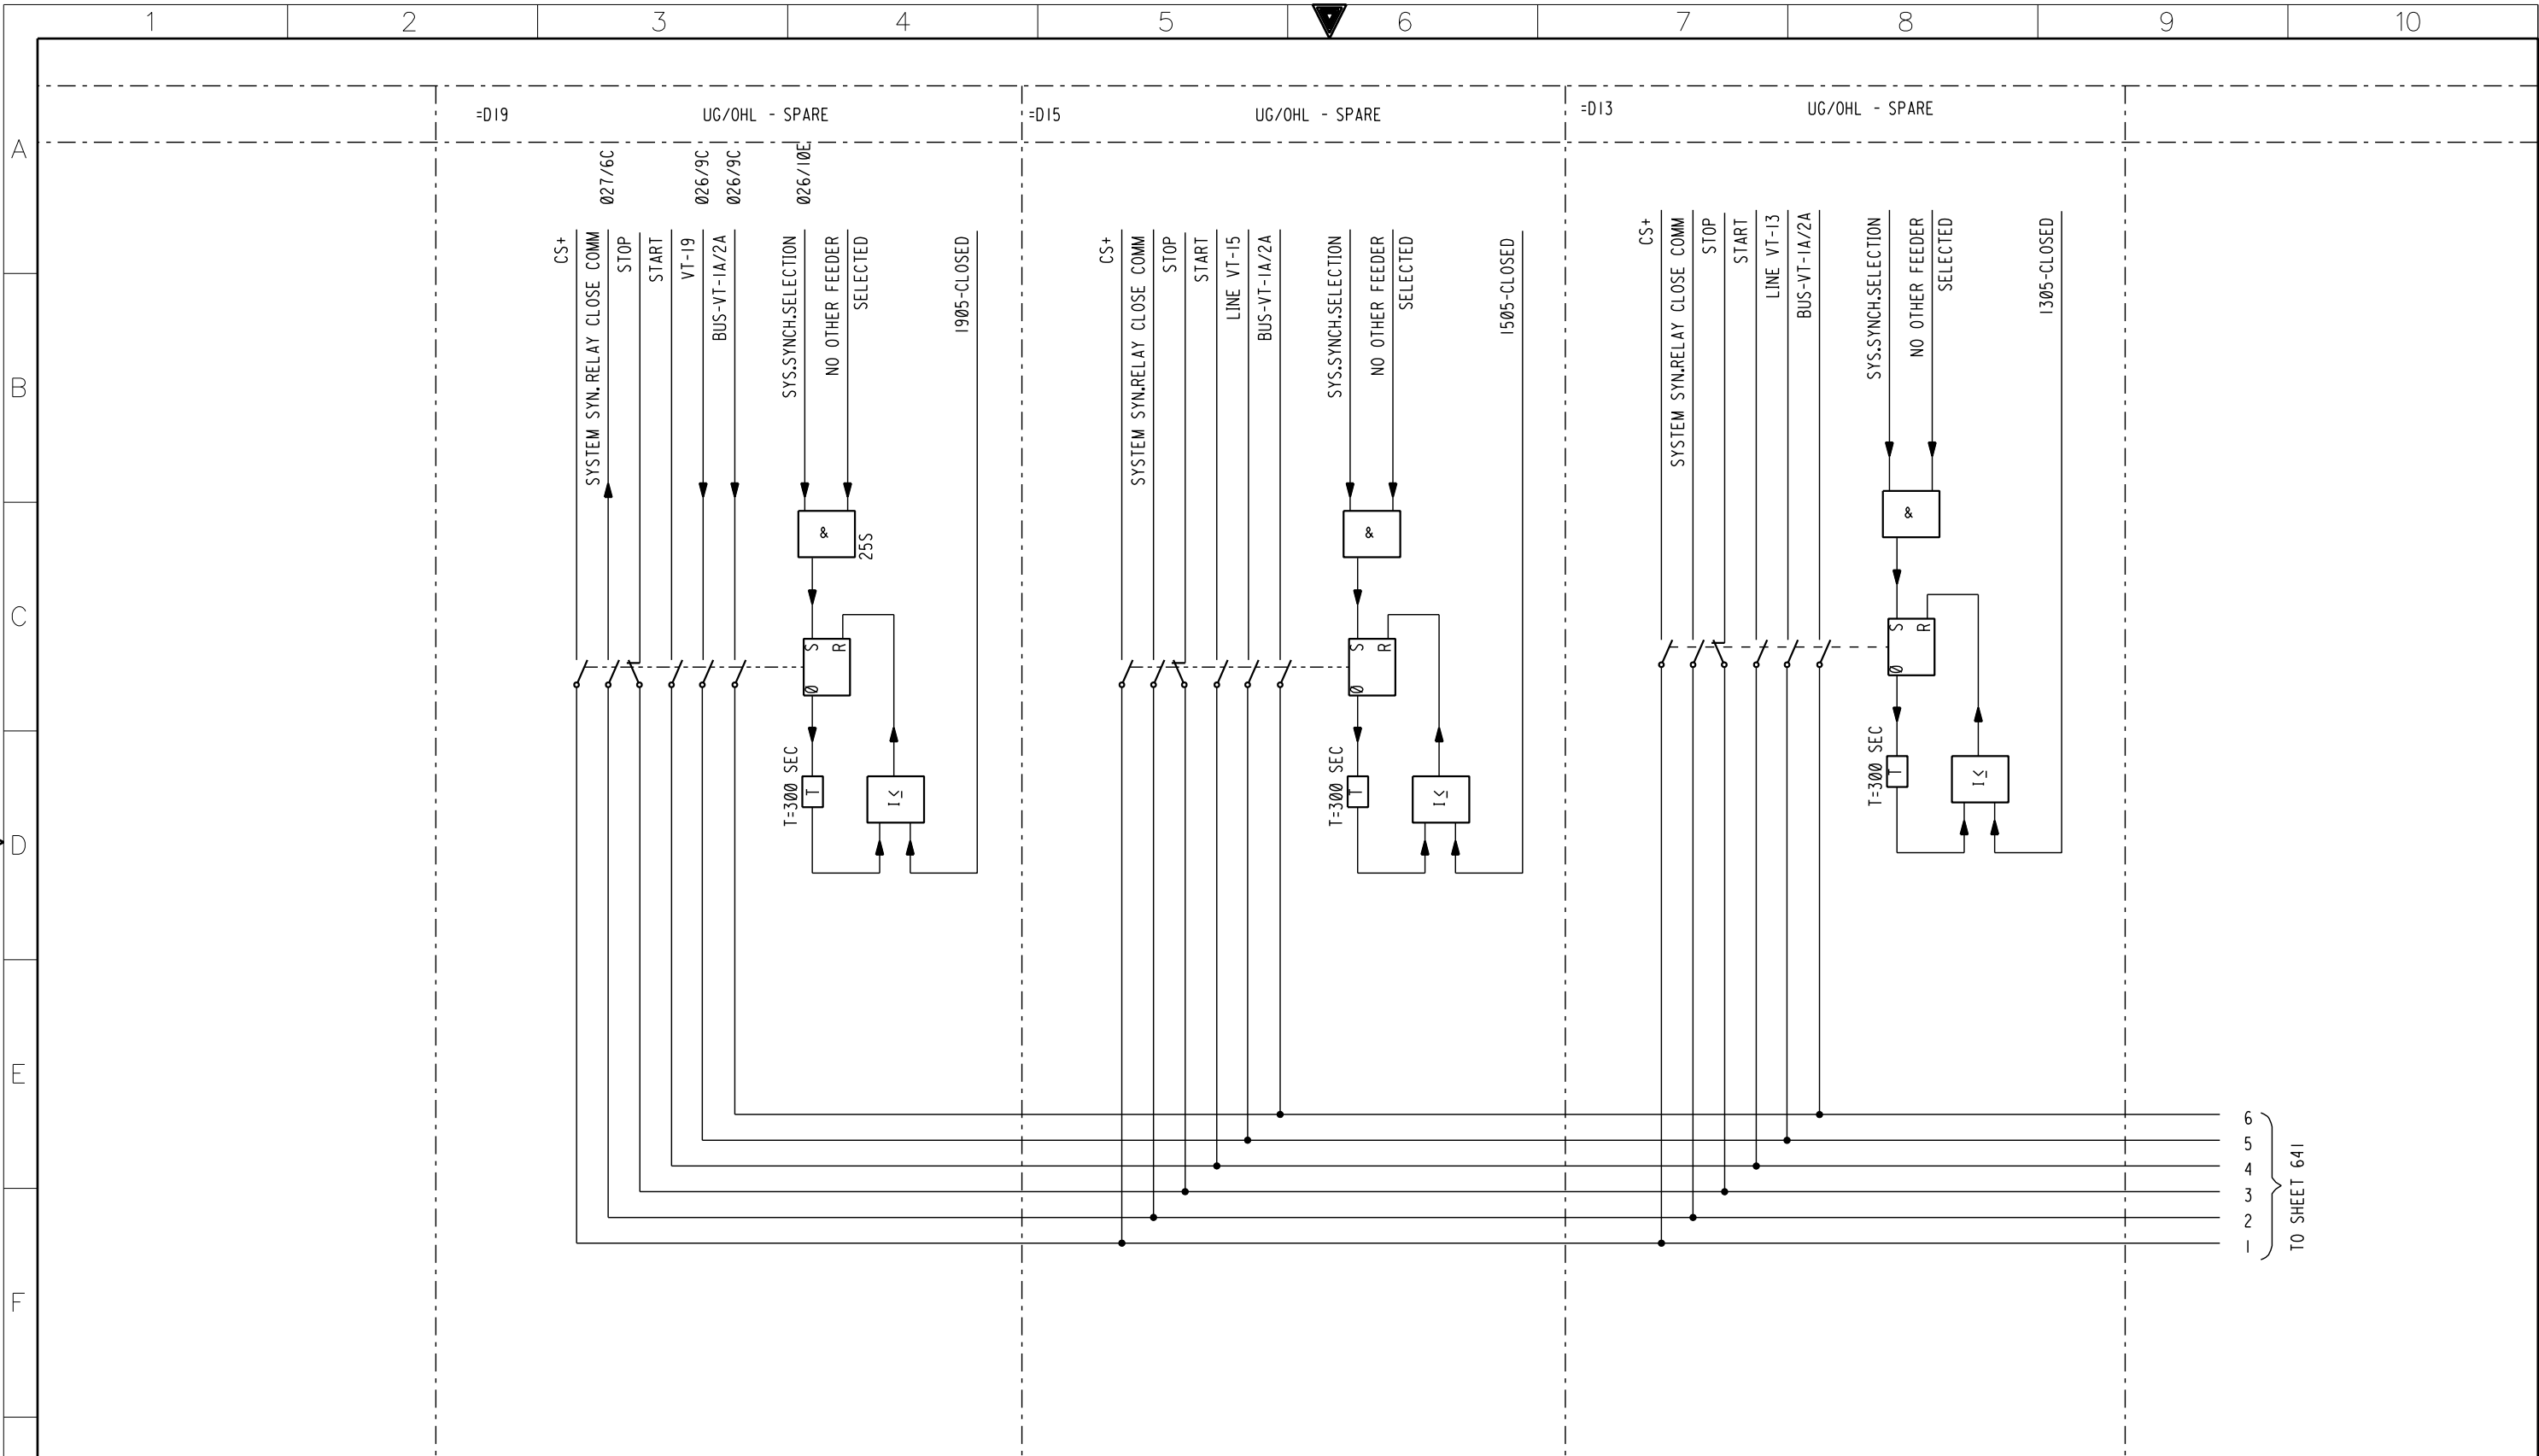 1 2 3 4 5 6 7 8 9 10
A
B
C
D
E
F
=D19 UG/OHL - SPARE
027/6C
026/9C
026/9C
026/10E
CS+
SYSTEM SYN.RELAY CLOSE COMM
STOP
START
VT-19
BUS-VT-1A/2A
SYS.SYNCH.SELECTION
NO OTHER FEEDER
SELECTED
1905-CLOSED
&
25S
S
R
Ø
T=300 SEC
T
1≤
=D15 UG/OHL - SPARE
CS+
SYSTEM SYN.RELAY CLOSE COMM
STOP
START
LINE VT-15
BUS-VT-1A/2A
SYS.SYNCH.SELECTION
NO OTHER FEEDER
SELECTED
1505-CLOSED
&
S
R
Ø
T=300 SEC
T
1≤
=D13 UG/OHL - SPARE
CS+
SYSTEM SYN.RELAY CLOSE COMM
STOP
START
LINE VT-13
BUS-VT-1A/2A
SYS.SYNCH.SELECTION
NO OTHER FEEDER
SELECTED
1305-CLOSED
&
S
R
Ø
T=300 SEC
T
1≤
6
5
4
3
2
1
TO SHEET 641